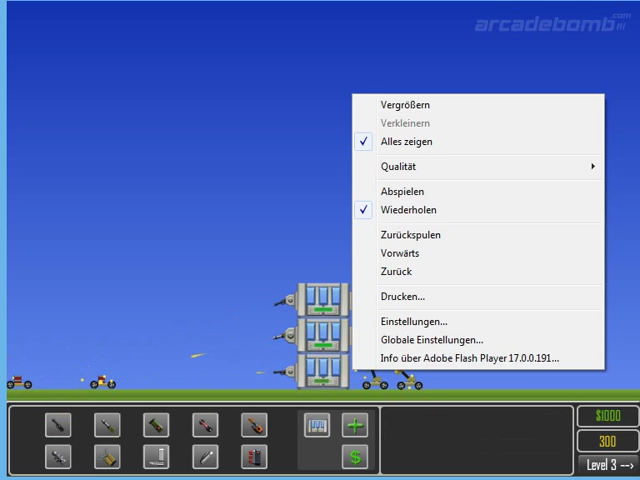 arcadebomb.com
Vergrößern
Verkleinern
Alles zeigen
Qualität
Abspielen
Wiederholen
Zurückspulen
Vorwärts
Zurück
Drucken...
Einstellungen...
Globale Einstellungen...
Info über Adobe Flash Player 17.0.0.191...
$1000
300
$
Level 3 -->